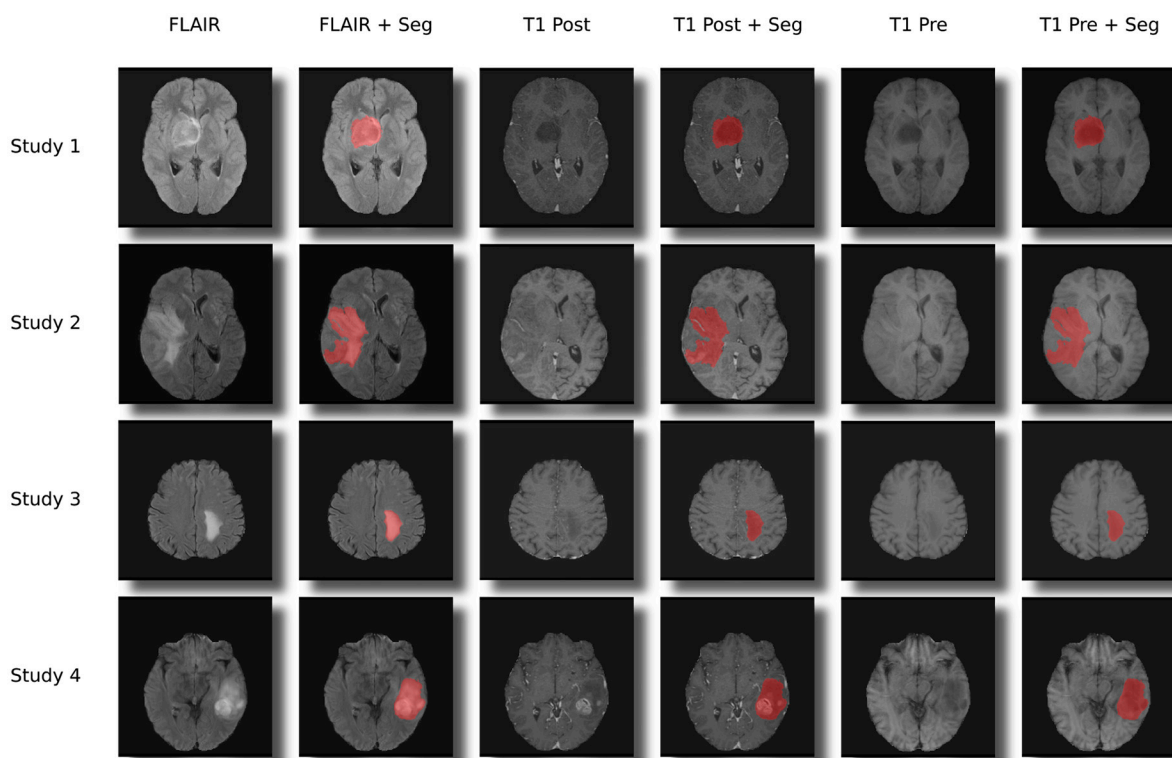 FLAIR FLAIR + Seg T1 Post T1 Post + Seg T1 Pre T1 Pre + Seg
Study 1
Study 2
Study 3
Study 4